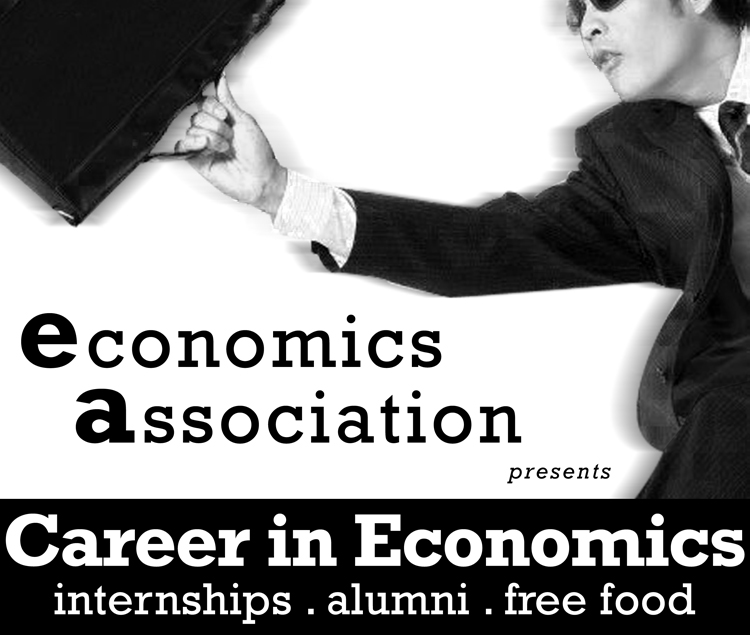 economics
association
presents
Career in Economics
internships . alumni . free food